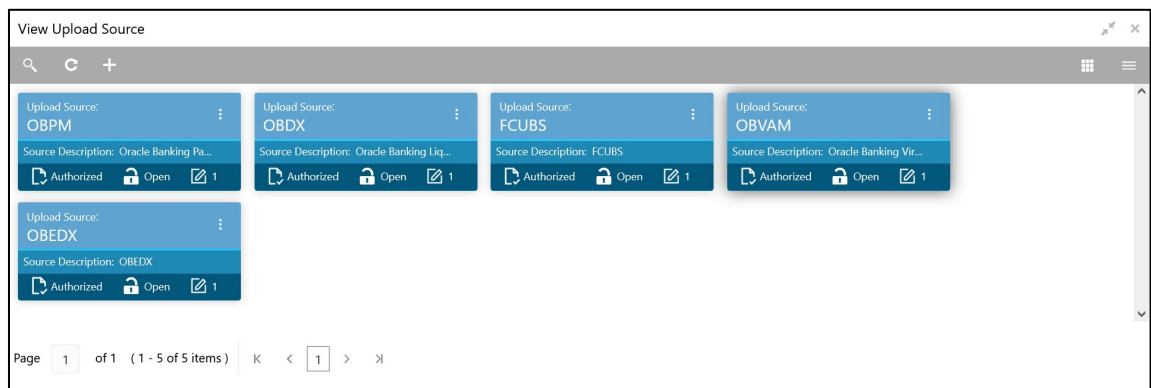 View Upload Source
Upload Source:
OBPM
Source Description: Oracle Banking Pa...
Authorized Open 1
Upload Source:
OBDX
Source Description: Oracle Banking Liq...
Authorized Open 1
Upload Source:
FCUBS
Source Description: FCUBS
Authorized Open 1
Upload Source:
OBVAM
Source Description: Oracle Banking Vir...
Authorized Open 1
Upload Source:
OBEDX
Source Description: OBEDX
Authorized Open 1
Page 1 of 1 ( 1 - 5 of 5 items ) 1